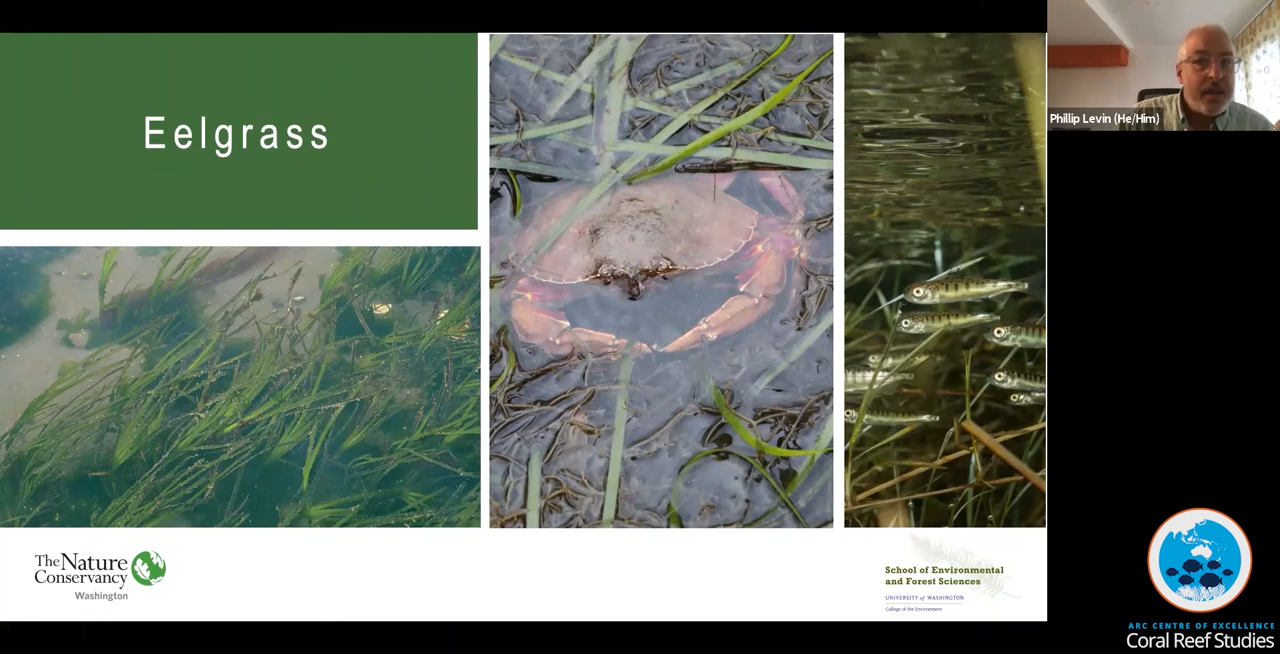 Eelgrass
Phillip Levin (He/Him)
The Nature
Conservancy
Washington
School of Environmental
and Forest Sciences
UNIVERSITY of WASHINGTON
College of the Environment
ARC CENTRE OF EXCELLENCE
Coral Reef Studies